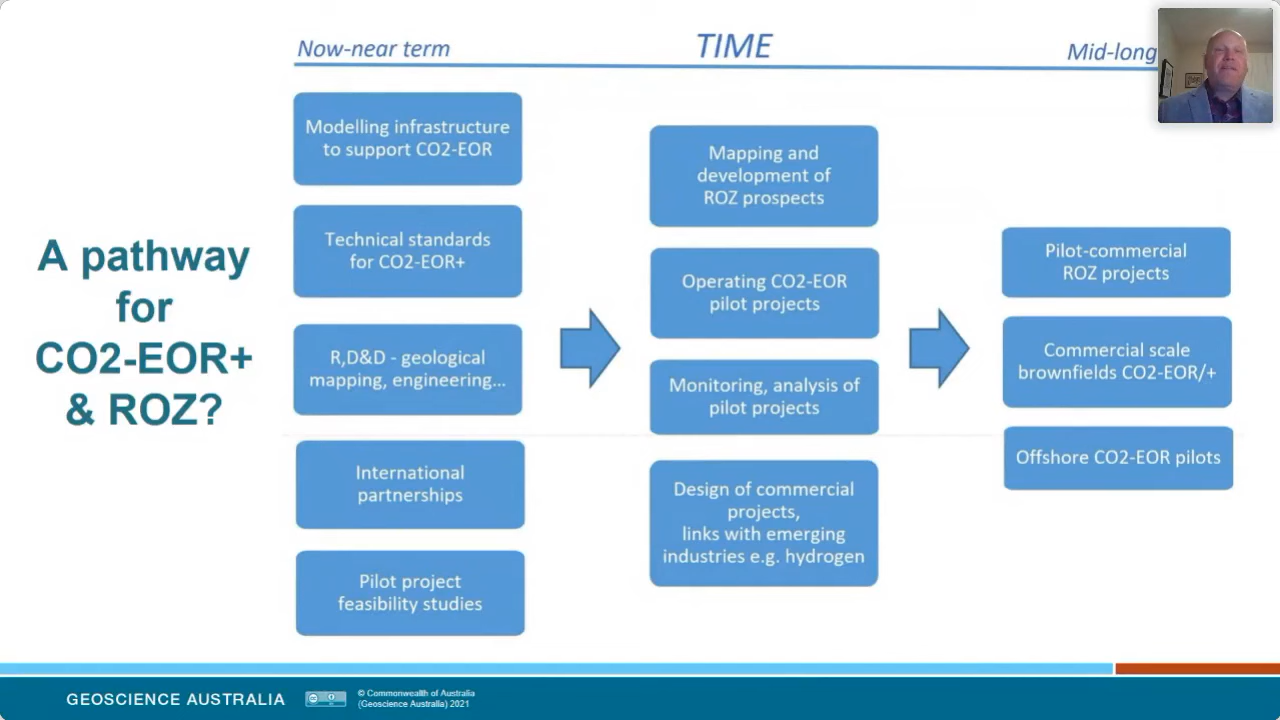 Now-near term
TIME
Mid-long
A pathway
for
CO2-EOR+
& ROZ?
Modelling infrastructure
to support CO2-EOR
Technical standards
for CO2-EOR+
R,D&D - geological
mapping, engineering...
International
partnerships
Pilot project
feasibility studies
Mapping and
development of
ROZ prospects
Operating CO2-EOR
pilot projects
Monitoring, analysis of
pilot projects
Design of commercial
projects,
links with emerging
industries e.g. hydrogen
Pilot-commercial
ROZ projects
Commercial scale
brownfields CO2-EOR/+
Offshore CO2-EOR pilots
GEOSCIENCE AUSTRALIA
© Commonwealth of Australia
(Geoscience Australia) 2021